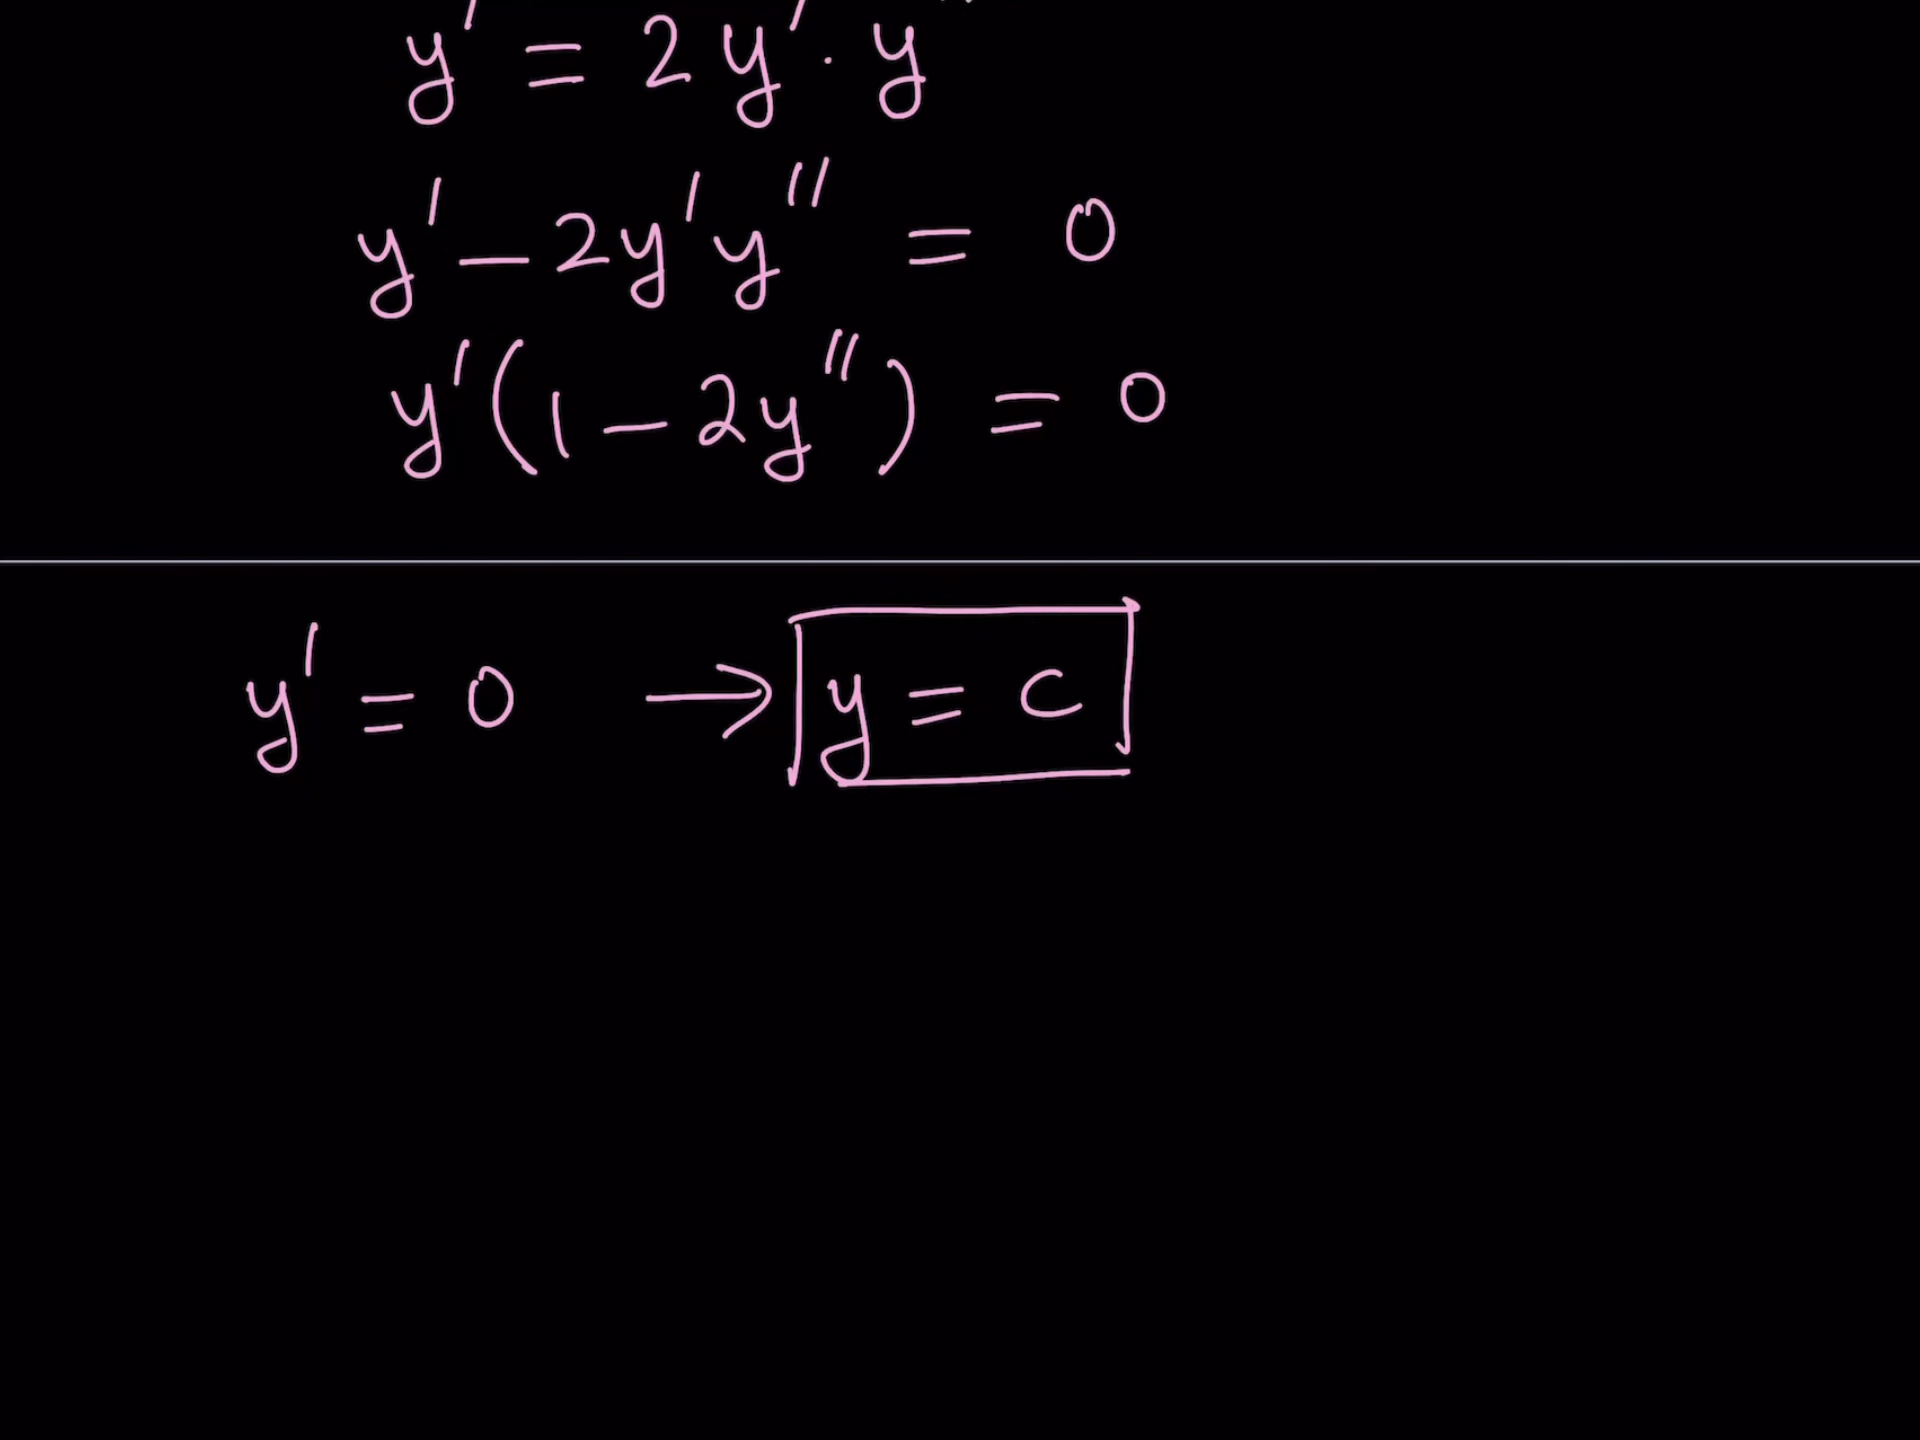 y' = 2y' · y
y' − 2y'y'' = 0
y'(1 − 2y'') = 0
y' = 0 → y = c